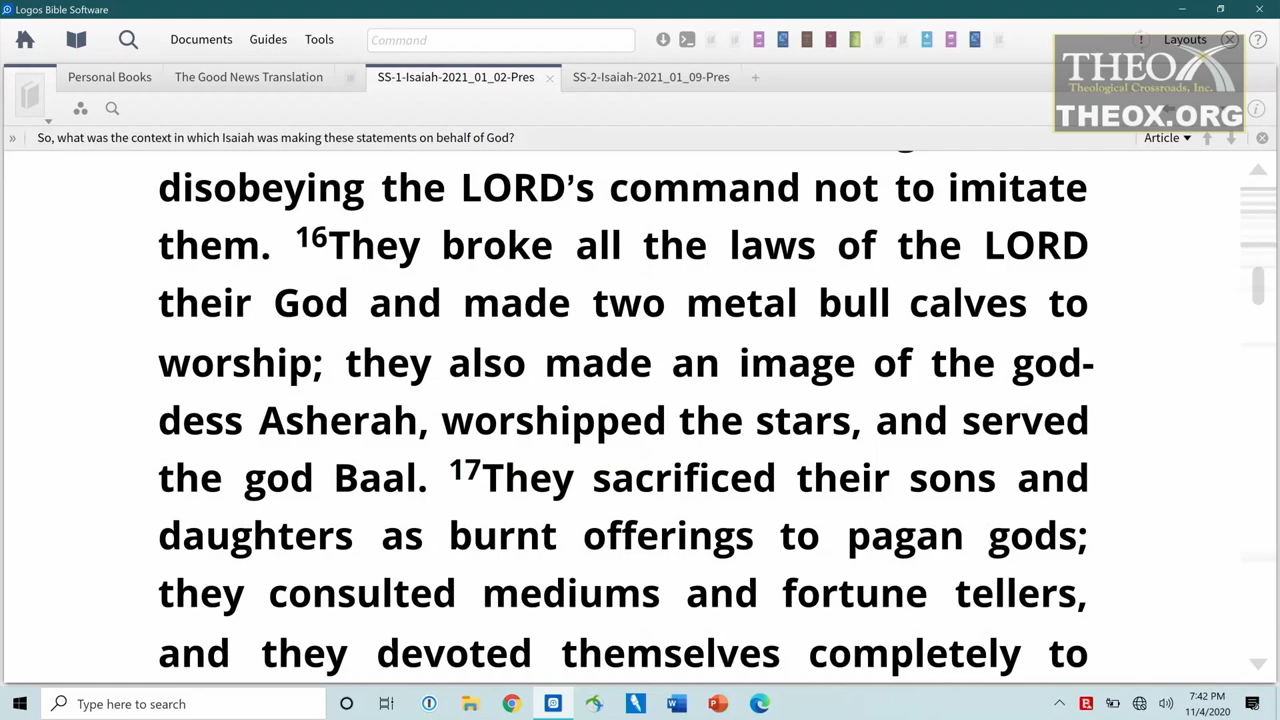 Logos Bible Software
Documents Guides Tools Command Layouts
THEOX
Theological Crossroads, Inc.
THEOX.ORG
Personal Books The Good News Translation SS-1-Isaiah-2021_01_02-Pres SS-2-Isaiah-2021_01_09-Pres
So, what was the context in which Isaiah was making these statements on behalf of God? Article
disobeying the LORD’s command not to imitate
them. 16They broke all the laws of the LORD
their God and made two metal bull calves to
worship; they also made an image of the god-
dess Asherah, worshipped the stars, and served
the god Baal. 17They sacrificed their sons and
daughters as burnt offerings to pagan gods;
they consulted mediums and fortune tellers,
and they devoted themselves completely to
Type here to search
7:42 PM
11/4/2020